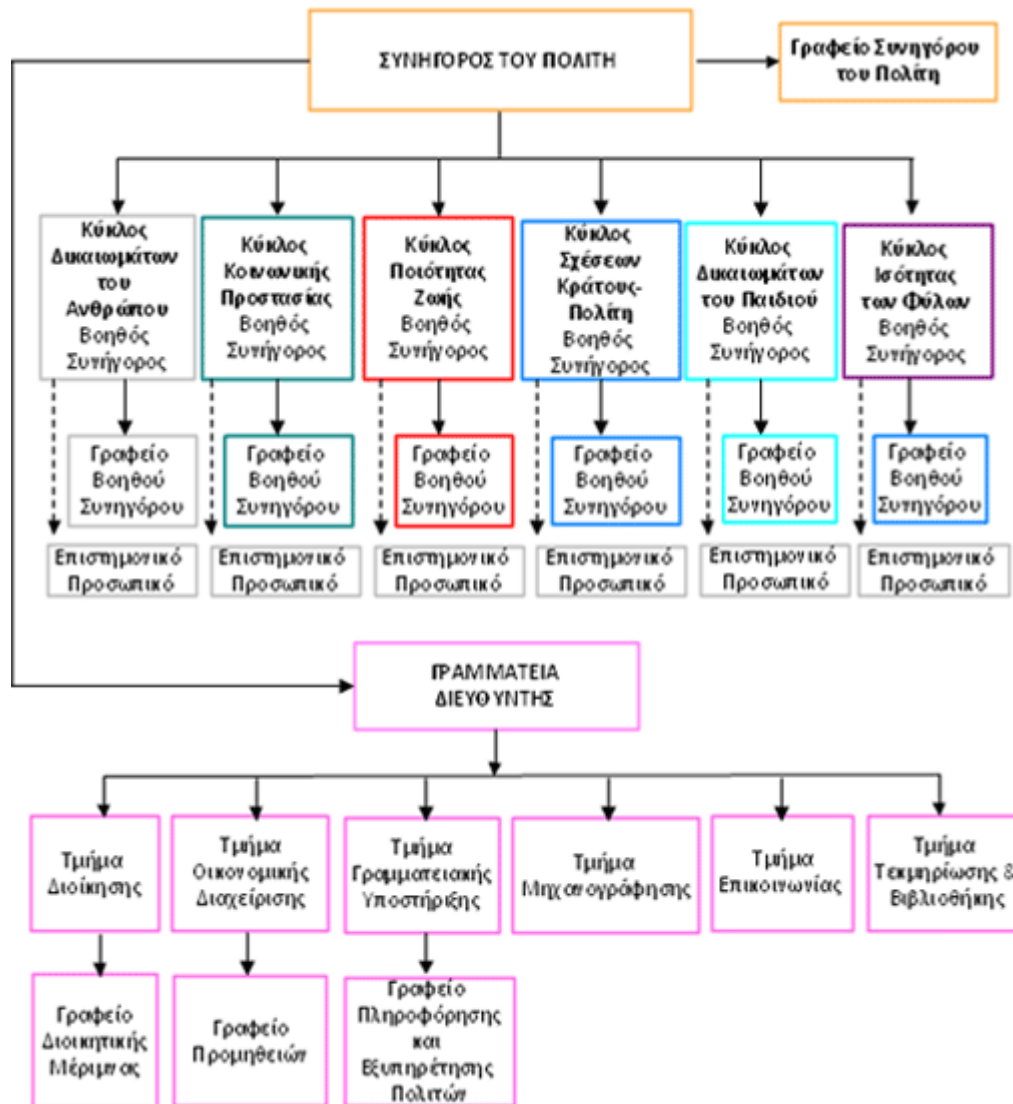 ΣΥΝΗΓΟΡΟΣ ΤΟΥ ΠΟΛΙΤΗ
Γραφείο Συνηγόρου
του Πολίτη
Κύκλος
Δικαιωμάτων
του
Ανθρώπου
Βοηθός
Συνήγορος
Κύκλος
Κοινωνικής
Προστασίας
Βοηθός
Συνήγορος
Κύκλος
Ποιότητας
Ζωής
Βοηθός
Συνήγορος
Κύκλος
Σχέσεων
Κράτους-
Πολίτη
Βοηθός
Συνήγορος
Κύκλος
Δικαιωμάτων
του Παιδιού
Βοηθός
Συνήγορος
Κύκλος
Ισότητας
των Φύλων
Βοηθός
Συνήγορος
Γραφείο
Βοηθού
Συνηγόρου
Γραφείο
Βοηθού
Συνηγόρου
Γραφείο
Βοηθού
Συνηγόρου
Γραφείο
Βοηθού
Συνηγόρου
Γραφείο
Βοηθού
Συνηγόρου
Γραφείο
Βοηθού
Συνηγόρου
Επιστημονικό
Προσωπικό
Επιστημονικό
Προσωπικό
Επιστημονικό
Προσωπικό
Επιστημονικό
Προσωπικό
Επιστημονικό
Προσωπικό
Επιστημονικό
Προσωπικό
ΓΡΑΜΜΑΤΕΙΑ
ΔΙΕΥΘΥΝΤΗΣ
Τμήμα
Διοίκησης
Τμήμα
Οικονομικής
Διαχείρισης
Τμήμα
Γραμματειακής
Υποστήριξης
Τμήμα
Μηχανογράφησης
Τμήμα
Επικοινωνίας
Τμήμα
Τεκμηρίωσης &
Βιβλιοθήκης
Γραφείο
Διοικητικής
Μέριμνας
Γραφείο
Προμηθειών
Γραφείο
Πληροφόρησης
και
Εξυπηρέτησης
Πολιτών